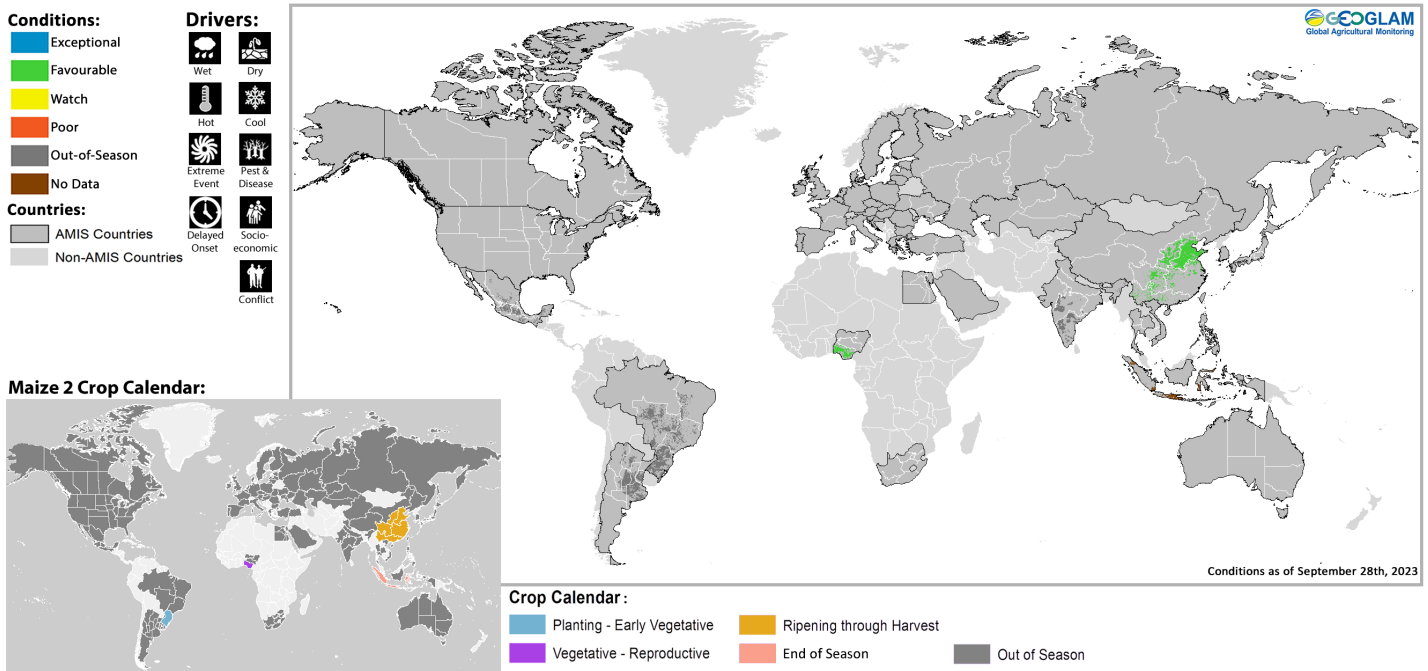 Conditions:
Exceptional
Favourable
Watch
Poor
Out-of-Season
No Data
Countries:
AMIS Countries
Non-AMIS Countries
Drivers:
Wet
Dry
Hot
Cool
Extreme
Event
Pest &
Disease
Delayed
Onset
Socio-
economic
Conflict
GEOGLAM
Global Agricultural Monitoring
Maize 2 Crop Calendar:
Conditions as of September 28th, 2023
Crop Calendar :
Planting - Early Vegetative
Ripening through Harvest
Vegetative - Reproductive
End of Season
Out of Season